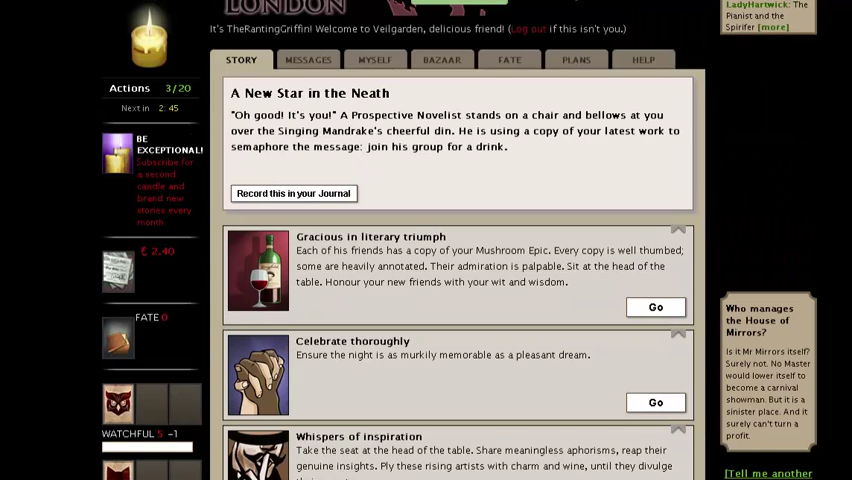 LONDON
LadyHartwick: The
Pianist and the
Spirifer [more]
It's TheRantingGriffin! Welcome to Veilgarden, delicious friend! (Log out if this isn't you.)
STORY
MESSAGES
MYSELF
BAZAAR
FATE
PLANS
HELP
Actions 3/20
Next in 2: 45
BE
EXCEPTIONAL!
Subscribe for
a second
candle and
brand new
stories every
month.
£ 2.40
FATE 0
WATCHFUL 5 -1
A New Star in the Neath
"Oh good! It's you!" A Prospective Novelist stands on a chair and bellows at you
over the Singing Mandrake's cheerful din. He is using a copy of your latest work to
semaphore the message: join his group for a drink.
Record this in your Journal
Gracious in literary triumph
Each of his friends has a copy of your Mushroom Epic. Every copy is well thumbed;
some are heavily annotated. Their admiration is palpable. Sit at the head of the
table. Honour your new friends with your wit and wisdom.
Go
Celebrate thoroughly
Ensure the night is as murkily memorable as a pleasant dream.
Go
Whispers of inspiration
Take the seat at the head of the table. Share meaningless aphorisms, reap their
genuine insights. Ply these rising artists with charm and wine, until they divulge
Who manages
the House of
Mirrors?
Is it Mr Mirrors itself?
Surely not. No Master
would lower itself to
become a carnival
showman. But it is a
sinister place. And it
surely can't turn a
profit.
[Tell me another